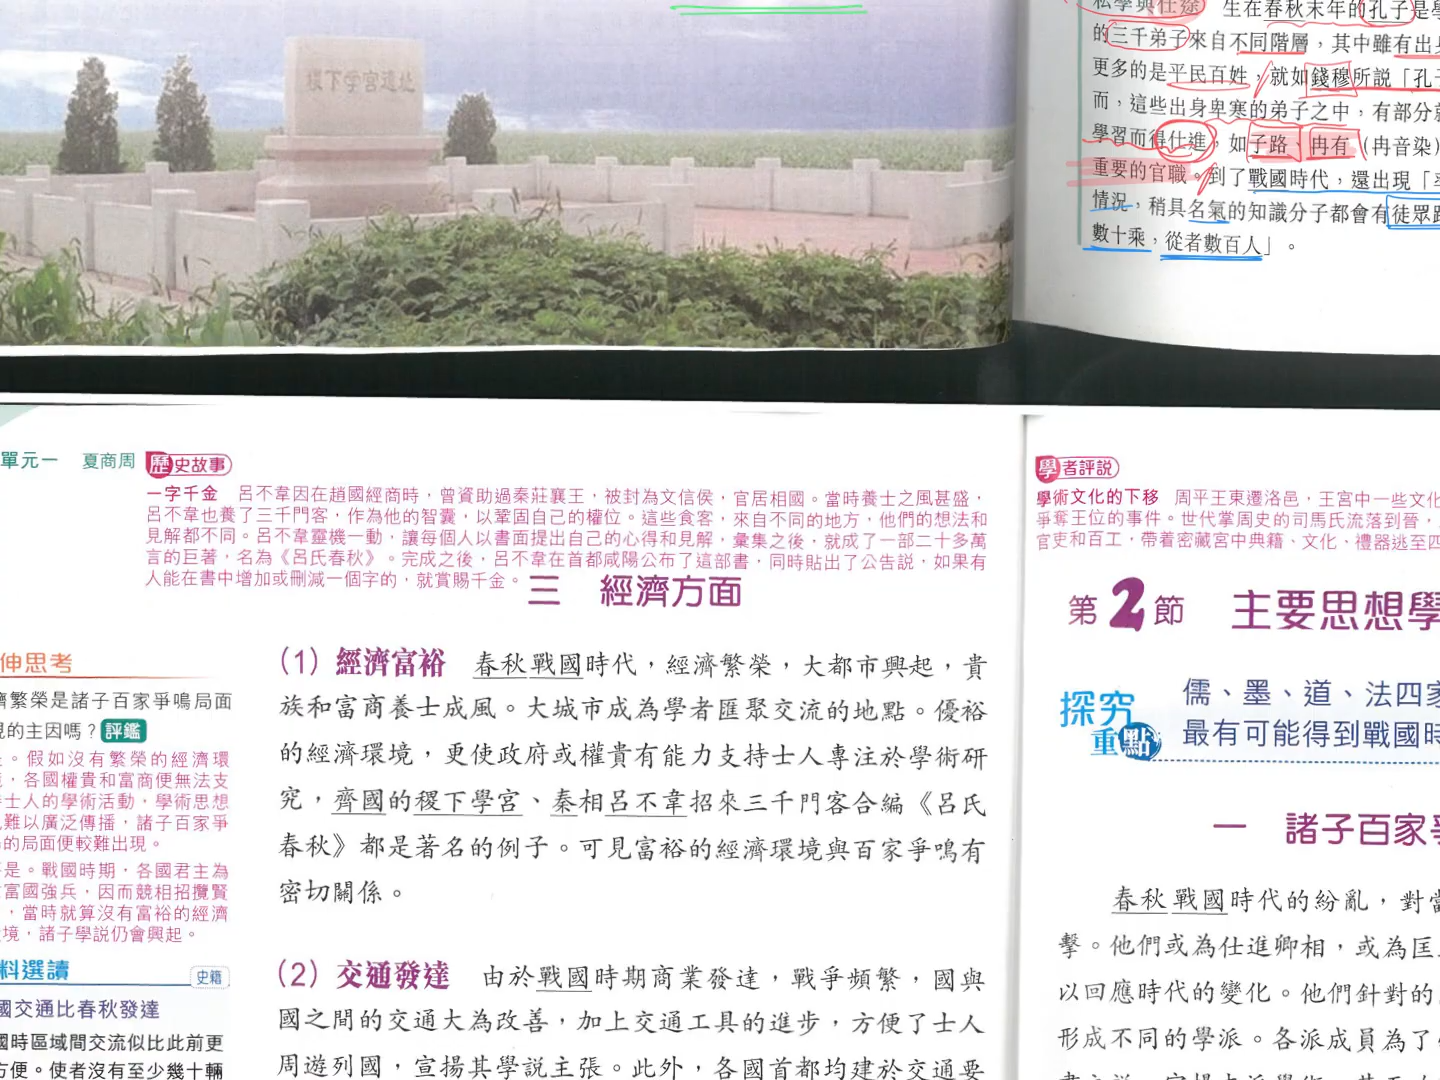 稷下学宮遺址
私學與仕途 生在春秋末年的孔子是
的三千弟子來自不同階層，其中雖有出
更多的是平民百姓，就如錢穆所説「孔
而，這些出身卑寒的弟子之中，有部分
學習而得仕進，如子路、冉有（冉音染）
重要的官職。到了戰國時代，還出現「
情況，稍具名氣的知識分子都會有徒眾
數十乘，從者數百人」。
單元一 夏商周
歷史故事
一字千金 呂不韋因在趙國經商時，曾資助過秦莊襄王，被封為文信侯，官居相國。當時養士之風甚盛，
呂不韋也養了三千門客，作為他的智囊，以鞏固自己的權位。這些食客，來自不同的地方，他們的想法和
見解都不同。呂不韋靈機一動，讓每個人以書面提出自己的心得和見解，彙集之後，就成了一部二十多萬
言的巨著，名為《呂氏春秋》。完成之後，呂不韋在首都咸陽公布了這部書，同時貼出了公告説，如果有
人能在書中增加或刪減一個字的，就賞賜千金。
三 經濟方面
(1) 經濟富裕 春秋戰國時代，經濟繁榮，大都市興起，貴
族和富商養士成風。大城市成為學者匯聚交流的地點。優裕
的經濟環境，更使政府或權貴有能力支持士人專注於學術研
究，齊國的稷下學宮、秦相呂不韋招來三千門客合編《呂氏
春秋》都是著名的例子。可見富裕的經濟環境與百家爭鳴有
密切關係。
(2) 交通發達 由於戰國時期商業發達，戰爭頻繁，國與
國之間的交通大為改善，加上交通工具的進步，方便了士人
周遊列國，宣揚其學説主張。此外，各國首都均建於交通要
伸思考
濟繁榮是諸子百家爭鳴局面
現的主因嗎？評鑑
。假如沒有繁榮的經濟環
，各國權貴和富商便無法支
士人的學術活動，學術思想
難以廣泛傳播，諸子百家爭
的局面便較難出現。
是。戰國時期，各國君主為
富國強兵，因而競相招攬賢
，當時就算沒有富裕的經濟
境，諸子學説仍會興起。
料選讀 史籍
國交通比春秋發達
國時區域間交流似比此前更
方便。使者沒有至少幾十輛
學者評説
學術文化的下移 周平王東遷洛邑，王宮中一些文化
爭奪王位的事件。世代掌周史的司馬氏流落到晉，
官吏和百工，帶着密藏宮中典籍、文化、禮器逃至四
第2節 主要思想學
探究重點
儒、墨、道、法四家
最有可能得到戰國時
一 諸子百家
春秋戰國時代的紛亂，對當
擊。他們或為仕進卿相，或為匡
以回應時代的變化。他們針對的
形成不同的學派。各派成員為了